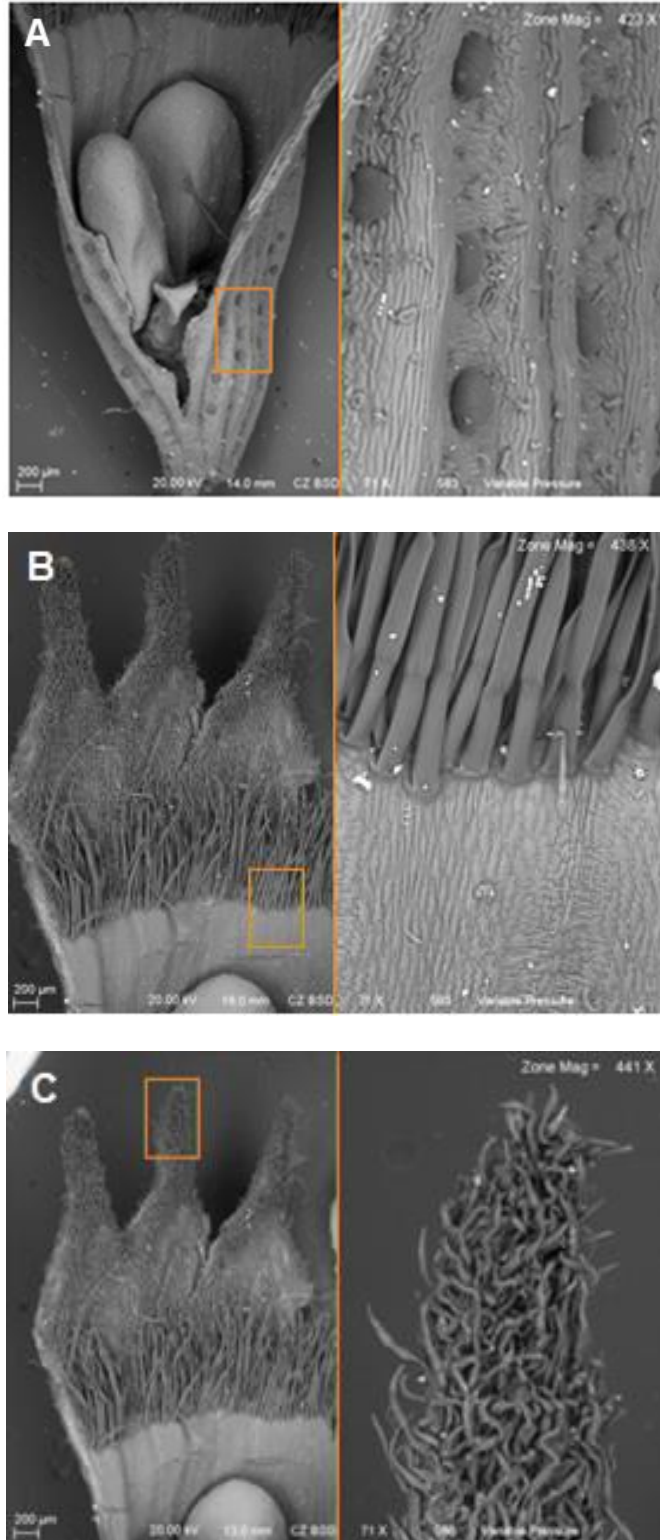 A
Zone Mag = 423 X
200 µm
20.00 kV
14.0 mm
CZ BSD
71 X
Variable Pressure
B
Zone Mag = 438 X
200 µm
20.00 kV
CZ BSD
71 X
Variable Pressure
C
Zone Mag = 441 X
200 µm
20.00 kV
71 X
Variable Pressure